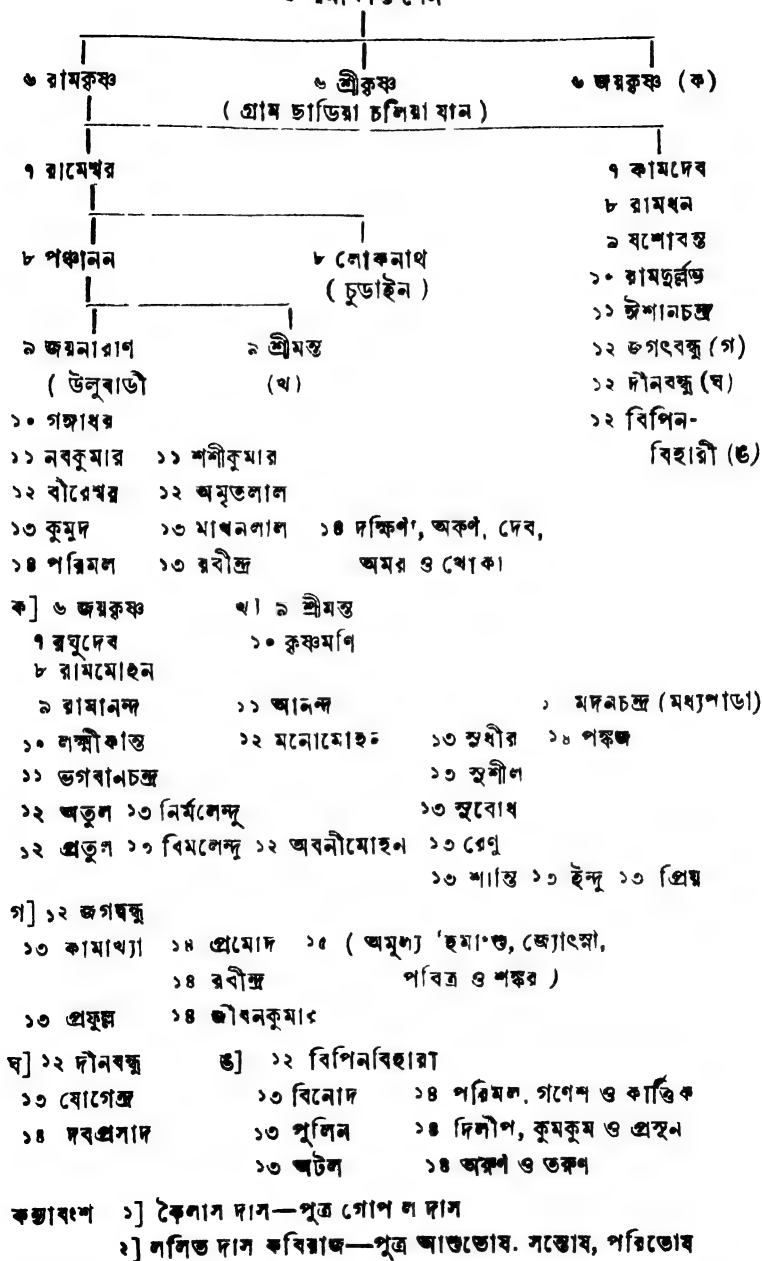 ৬ রামকৃষ্ণ ৬ শ্রীকৃষ্ণ ৬ জয়কৃষ্ণ (ক)
( গ্রাম ছাডিয়া চলিয়া যান )
৭ রামেশ্বর ৭ কামদেব
৮ রামধন
৯ যশোবন্ত
৮ পঞ্চানন ৮ লোকনাথ ১০ রামদুর্ল্লভ
( চুডাইন ) ১১ ঈশানচন্দ্র
৯ জয়নারাণ ৯ শ্রীমন্ত ১২ জগৎবন্ধু (গ)
( উলুবাডী (খ) ১২ দীনবন্ধু (ঘ)
১০ গঙ্গাধর ১২ বিপিন-
১১ নবকুমার ১১ শশীকুমার বিহারী (ঙ)
১২ বীরেশ্বর ১২ অমৃতলাল
১৩ কুমুদ ১৩ মাখনলাল ১৪ দক্ষিণ', অরুণ, দেব,
১৪ পরিমল ১৩ রবীন্দ্র অমর ও খোকা
ক] ৬ জয়কৃষ্ণ খ। ৯ শ্রীমন্ত
৭ রঘুদেব ১০ কৃষ্ণমণি
৮ রামমোহন
৯ রামানন্দ ১১ আনন্দ ১ মদনচন্দ্র (মধ্যপাডা)
১০ লক্ষ্মীকান্ত ১২ মনোমোহন ১৩ সুধীর ১৪ পঙ্কজ
১১ ভগবানচন্দ্র ১৩ সুশীল
১২ অতুল ১৩ নির্মলেন্দু ১৩ সুবোধ
১২ প্রতুল ১৩ বিমলেন্দু ১২ অবনীমোহন ১৩ রেণু
১৩ শান্তি ১৩ ইন্দু ১৩ প্রিয়
গ] ১২ জগদ্বন্ধু
১৩ কামাখ্যা ১৪ প্রমোদ ১৫ ( অমূল্য 'হমাংশু, জ্যোৎস্না,
১৪ রবীন্দ্র পবিত্র ও শঙ্কর )
১৩ প্রফুল্ল ১৪ জীবনকুমার
ঘ] ১২ দীনবন্ধু ঙ] ১২ বিপিনবিহারী
১৩ যোগেন্দ্র ১৩ বিনোদ ১৪ পরিমল, গণেশ ও কার্ত্তিক
১৪ দবপ্রসাদ ১৩ পুলিন ১৪ দিলীপ, কুমকুম ও প্রসূন
১৩ অটল ১৪ অরুণ ও তরুণ
কন্যাবংশ ১] কৈলাস দাস—পুত্র গোপ ল দাস
২] ললিত দাস কবিরাজ—পুত্র আশুতোষ. সন্তোষ, পরিতোষ